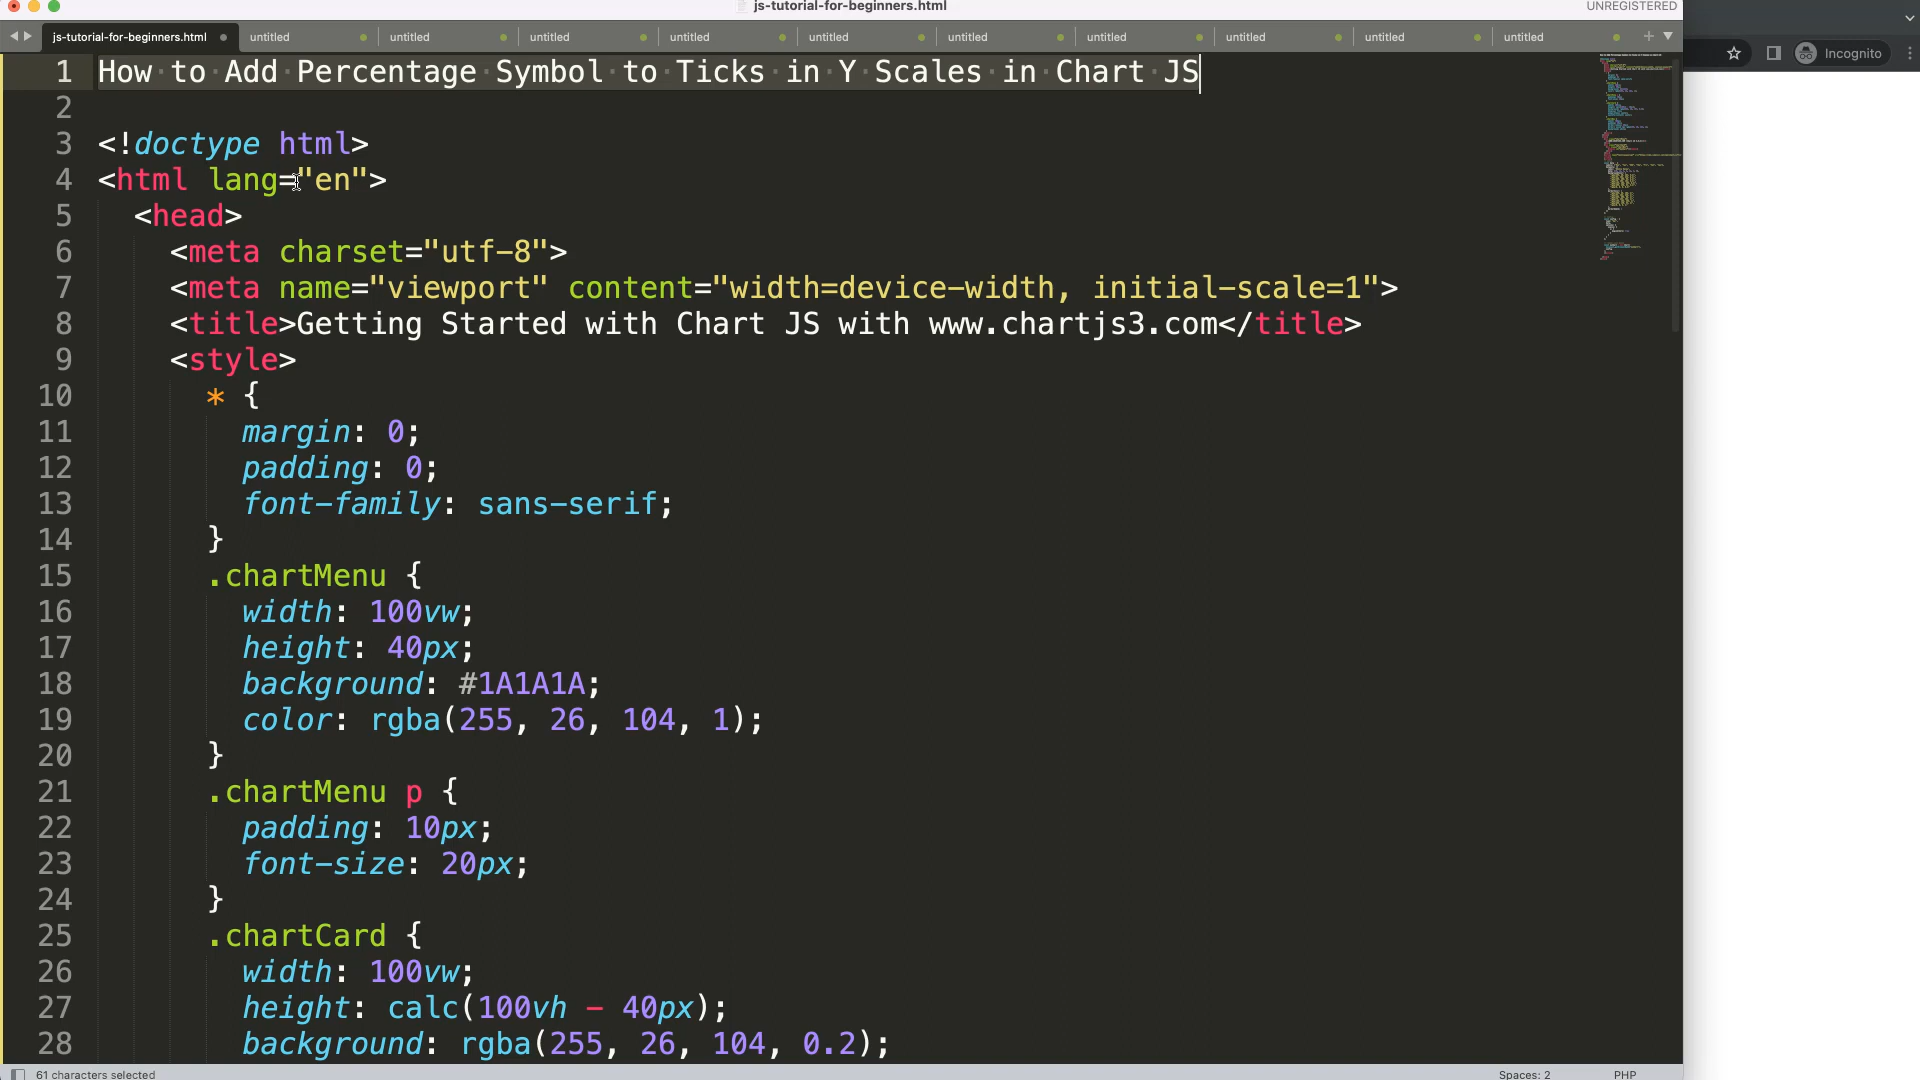 js-tutorial-for-beginners.html
UNREGISTERED
js-tutorial-for-beginners.html untitled untitled untitled untitled untitled untitled untitled untitled untitled untitled
Incognito
1 How to Add Percentage Symbol to Ticks in Y Scales in Chart JS
2
3 <!doctype html>
4 <html lang="en">
5 <head>
6 <meta charset="utf-8">
7 <meta name="viewport" content="width=device-width, initial-scale=1">
8 <title>Getting Started with Chart JS with www.chartjs3.com</title>
9 <style>
10 * {
11 margin: 0;
12 padding: 0;
13 font-family: sans-serif;
14 }
15 .chartMenu {
16 width: 100vw;
17 height: 40px;
18 background: #1A1A1A;
19 color: rgba(255, 26, 104, 1);
20 }
21 .chartMenu p {
22 padding: 10px;
23 font-size: 20px;
24 }
25 .chartCard {
26 width: 100vw;
27 height: calc(100vh - 40px);
28 background: rgba(255, 26, 104, 0.2);
61 characters selected
Spaces: 2
PHP